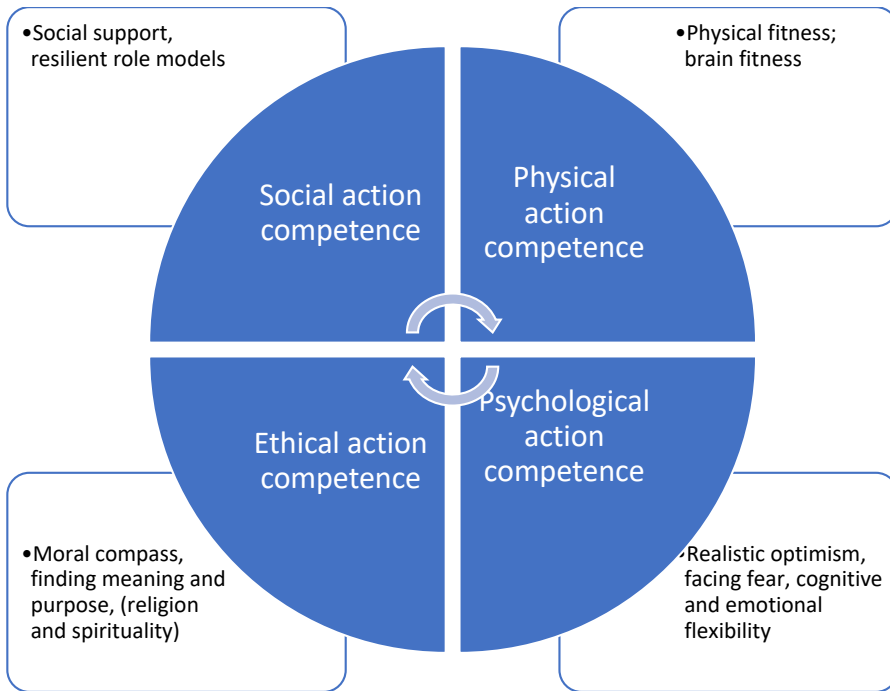 •Social support,
resilient role models
•Physical fitness;
brain fitness
Social action
competence
Physical
action
competence
Ethical action
competence
Psychological
action
competence
•Moral compass,
finding meaning and
purpose, (religion
and spirituality)
•Realistic optimism,
facing fear, cognitive
and emotional
flexibility